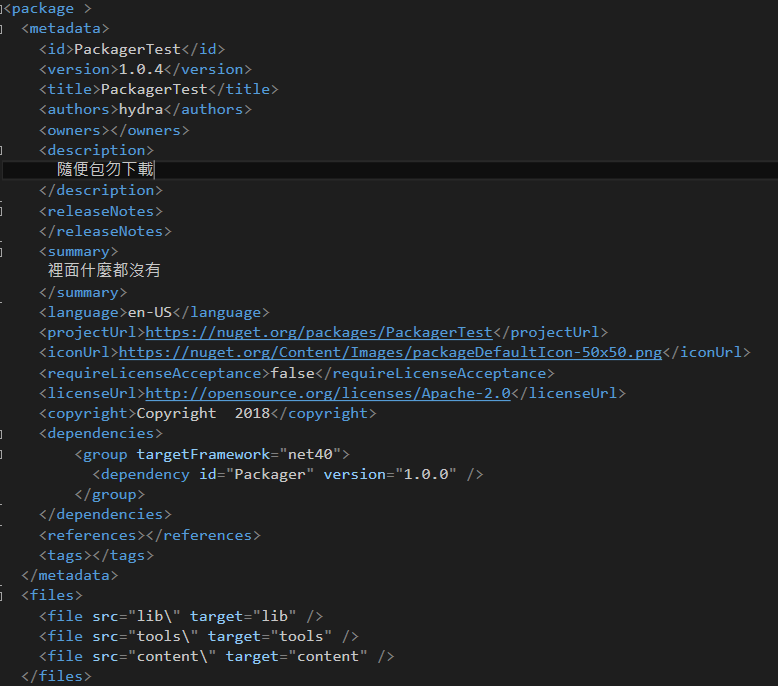 <package >
<metadata>
<id>PackagerTest</id>
<version>1.0.4</version>
<title>PackagerTest</title>
<authors>hydra</authors>
<owners></owners>
<description>
隨便包勿下載
</description>
<releaseNotes>
</releaseNotes>
<summary>
裡面什麼都沒有
</summary>
<language>en-US</language>
<projectUrl>https://nuget.org/packages/PackagerTest</projectUrl>
<iconUrl>https://nuget.org/Content/Images/packageDefaultIcon-50x50.png</iconUrl>
<requireLicenseAcceptance>false</requireLicenseAcceptance>
<licenseUrl>http://opensource.org/licenses/Apache-2.0</licenseUrl>
<copyright>Copyright  2018</copyright>
<dependencies>
<group targetFramework="net40">
<dependency id="Packager" version="1.0.0" />
</group>
</dependencies>
<references></references>
<tags></tags>
</metadata>
<files>
<file src="lib\" target="lib" />
<file src="tools\" target="tools" />
<file src="content\" target="content" />
</files>